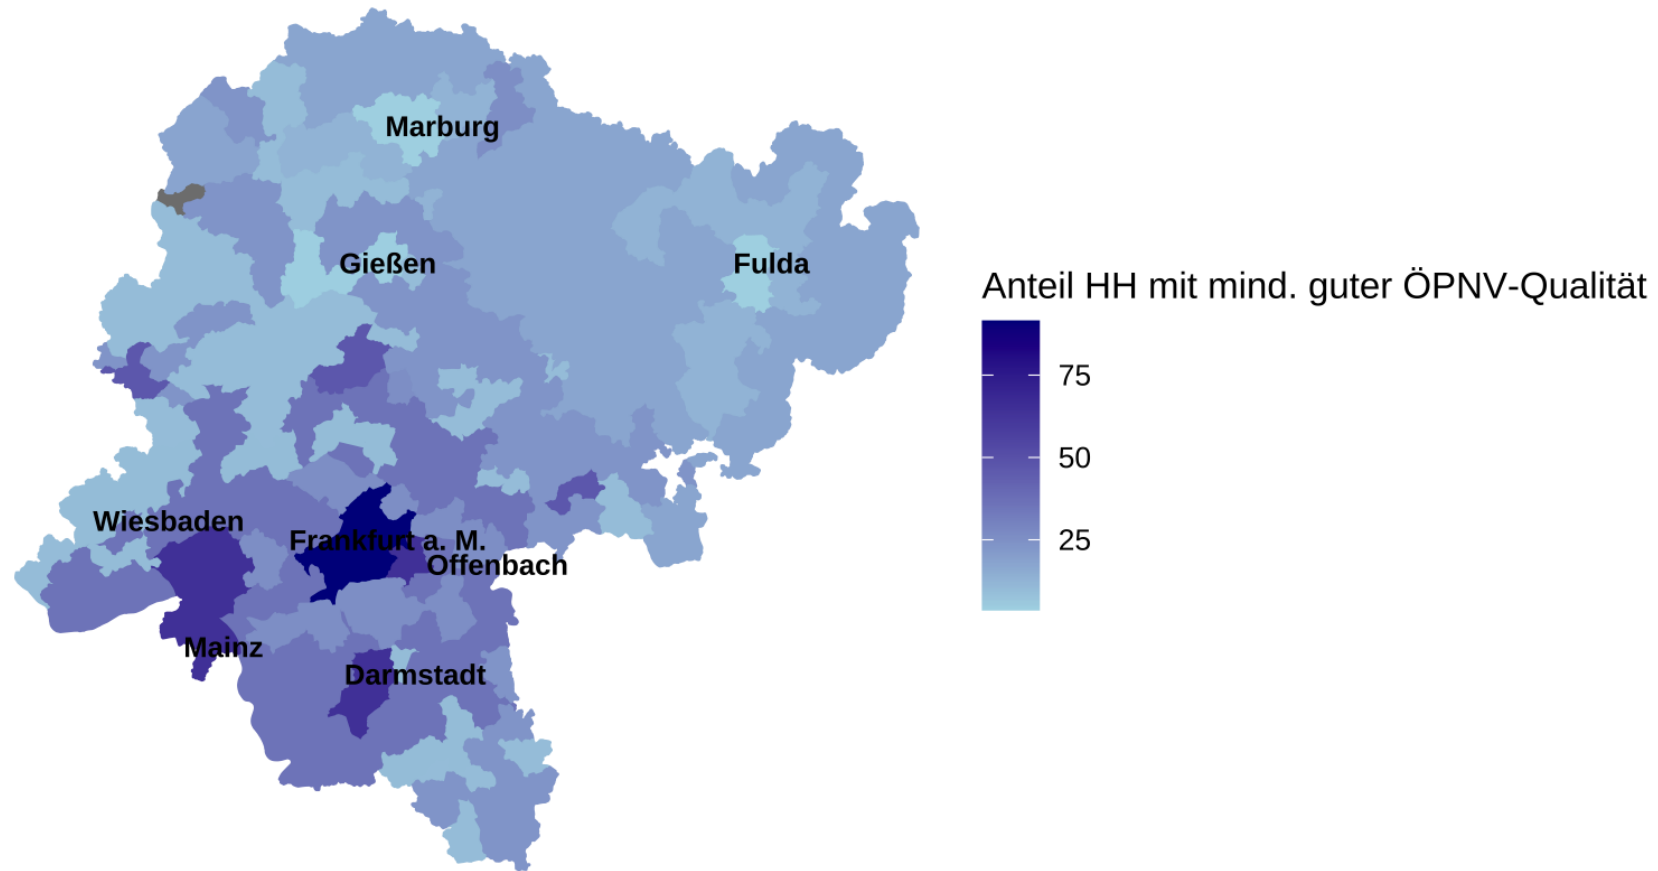 Marburg
Gießen
Fulda
Anteil HH mit mind. guter ÖPNV-Qualität
75
50
25
Wiesbaden
Frankfurt a. M.
Offenbach
Mainz
Darmstadt